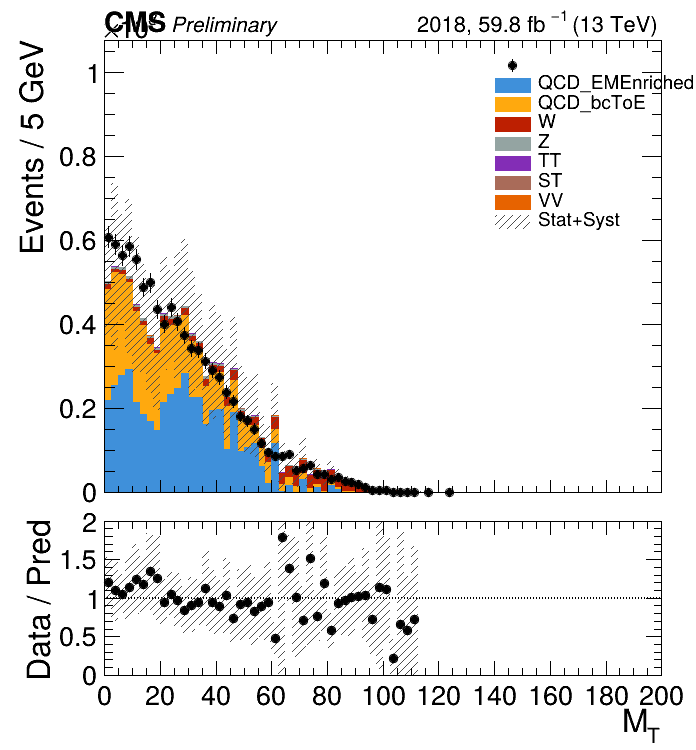 CMS Preliminary 2018, 59.8 fb⁻¹ (13 TeV)
Events / 5 GeV
1
0.8
0.6
0.4
0.2
0
QCD_EMEnriched
QCD_bcToE
W
Z
TT
ST
VV
Stat+Syst
Data / Pred
2
1.5
1
0.5
0
0 20 40 60 80 100 120 140 160 180 200
M_T